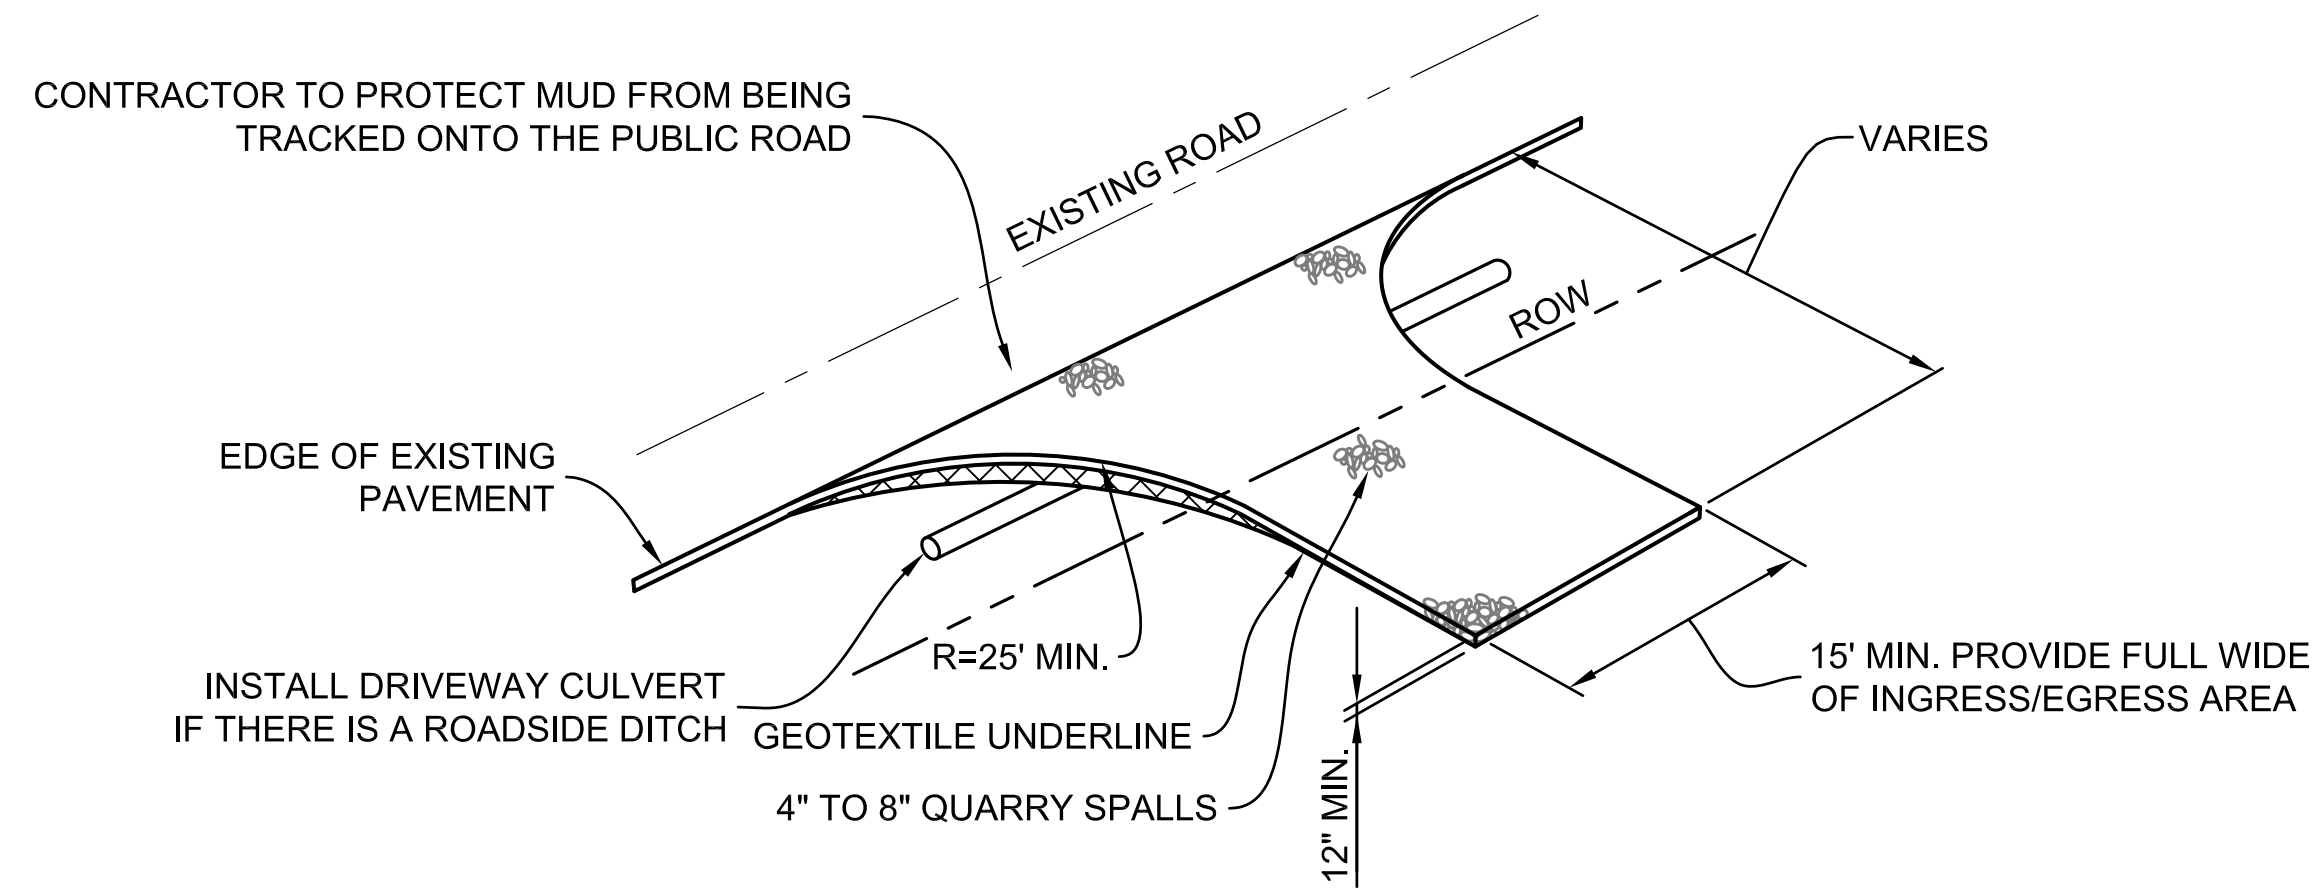 CONTRACTOR TO PROTECT MUD FROM BEING
TRACKED ONTO THE PUBLIC ROAD
EXISTING ROAD
VARIES
ROW
EDGE OF EXISTING
PAVEMENT
R=25' MIN.
INSTALL DRIVEWAY CULVERT
IF THERE IS A ROADSIDE DITCH
GEOTEXTILE UNDERLINE
4" TO 8" QUARRY SPALLS
12" MIN.
15' MIN. PROVIDE FULL WIDE
OF INGRESS/EGRESS AREA